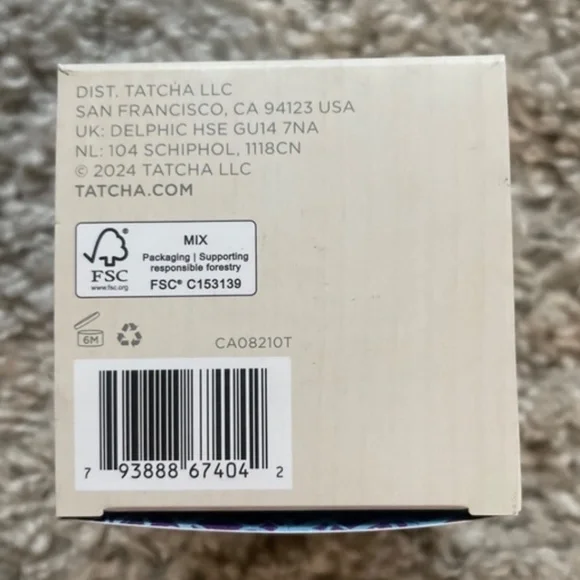 DIST. TATCHA LLC
SAN FRANCISCO, CA 94123 USA
UK: DELPHIC HSE GU14 7NA
NL: 104 SCHIPHOL, 1118CN
© 2024 TATCHA LLC
TATCHA.COM
FSC
www.fsc.org
MIX
Packaging | Supporting
responsible forestry
FSC® C153139
6M
CA08210T
7 93888 67404 2